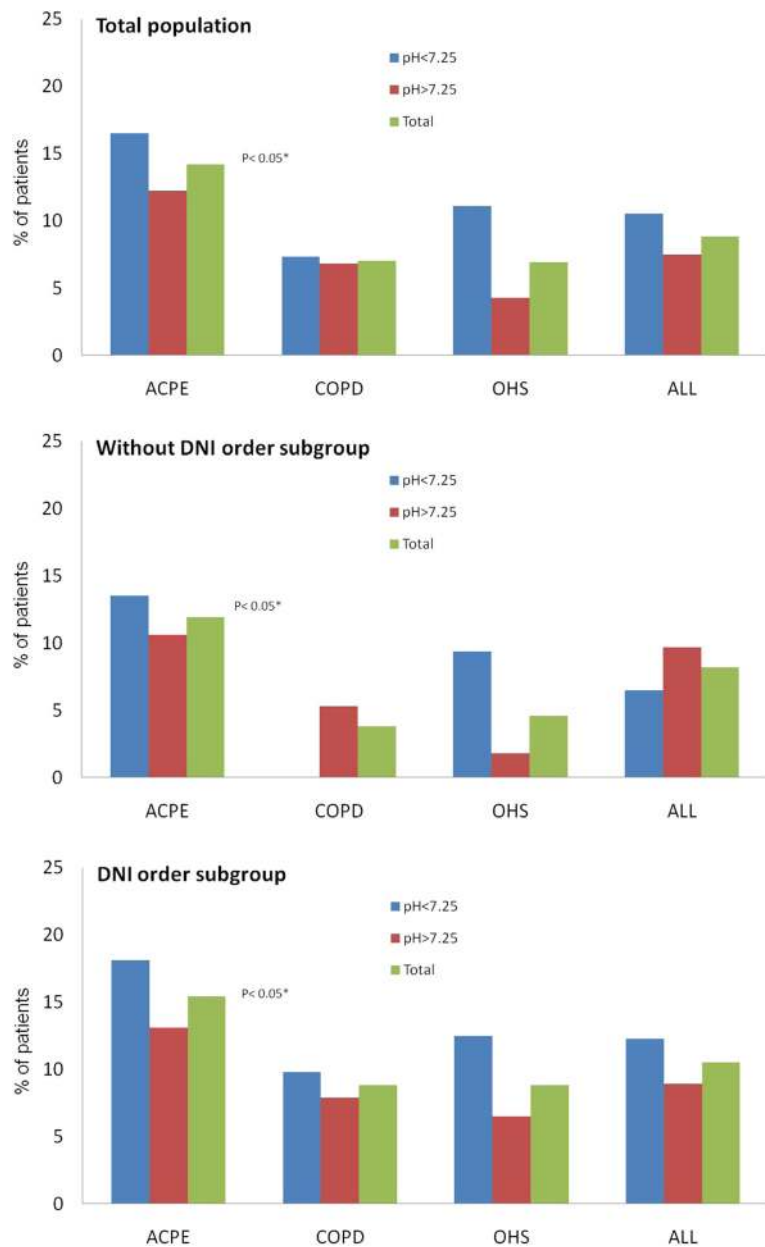 Total population
% of patients
25
20
15
10
5
0
pH<7.25
pH>7.25
Total
P< 0.05*
ACPE COPD OHS ALL
Without DNI order subgroup
% of patients
25
20
15
10
5
0
pH<7.25
pH>7.25
Total
P< 0.05*
ACPE COPD OHS ALL
DNI order subgroup
% of patients
25
20
15
10
5
0
pH<7.25
pH>7.25
Total
P< 0.05*
ACPE COPD OHS ALL